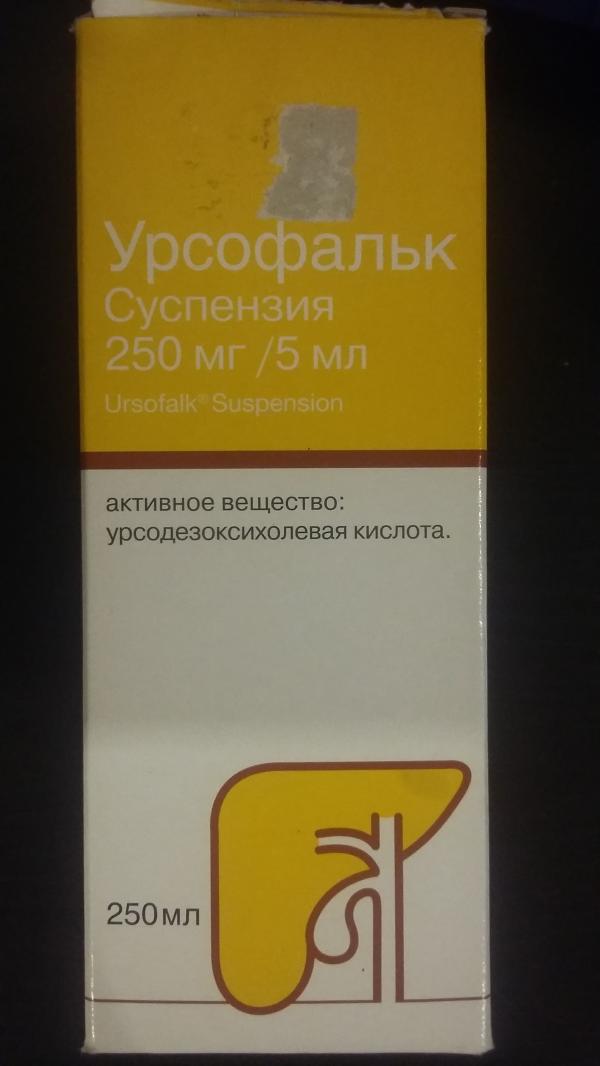 Урсофальк
Суспензия
250 мг /5 мл
Ursofalk® Suspension
активное вещество:
урсодезоксихолевая кислота.
250мл